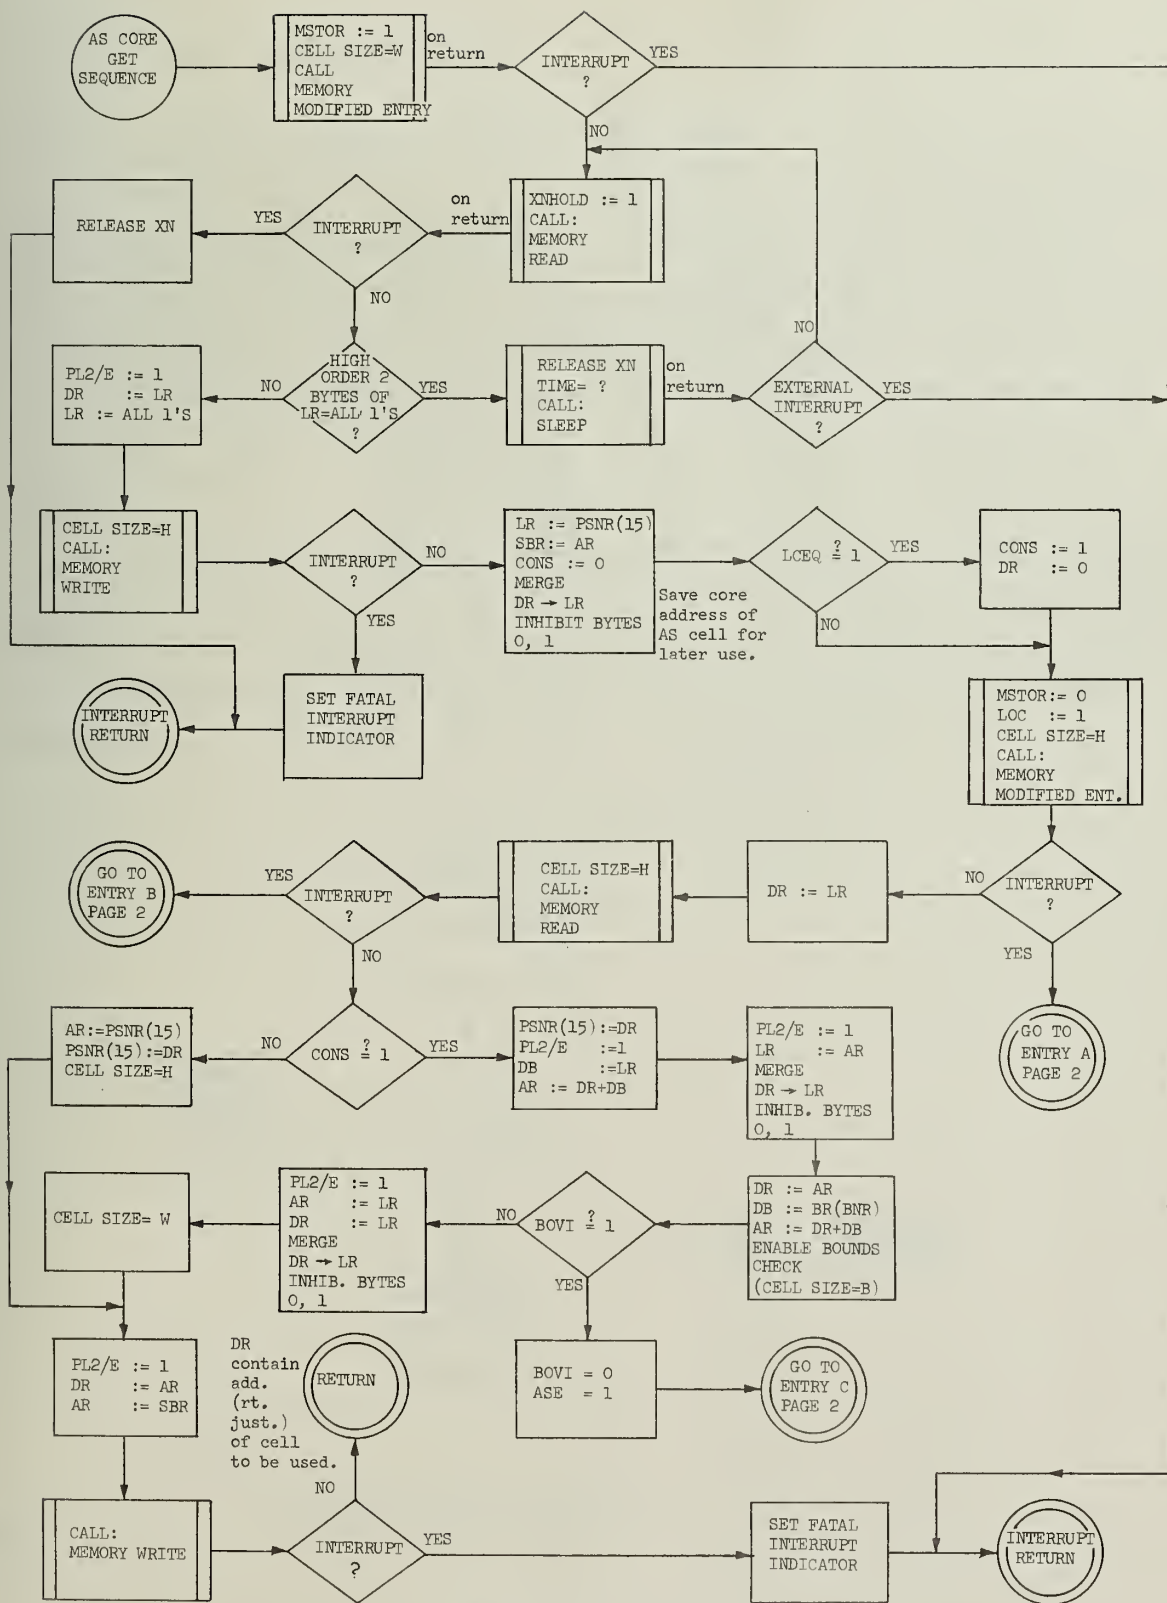 AS CORE
GET
SEQUENCE
MSTOR := 1
CELL SIZE=W
CALL
MEMORY
MODIFIED ENTRY
on
return
INTERRUPT
?
YES
NO
XNHOLD := 1
CALL:
MEMORY
READ
on
return
INTERRUPT
?
YES
RELEASE XN
NO
HIGH
ORDER 2
BYTES OF
LR=ALL 1'S
?
NO
PL2/E := 1
DR := LR
LR := ALL 1'S
YES
RELEASE XN
TIME= ?
CALL:
SLEEP
on
return
EXTERNAL
INTERRUPT
?
NO
YES
CELL SIZE=H
CALL:
MEMORY
WRITE
INTERRUPT
?
NO
YES
LR := PSNR(15)
SBR:= AR
CONS := 0
MERGE
DR → LR
INHIBIT BYTES
0, 1
Save core
address of
AS cell for
later use.
LCEQ ?= 1
YES
NO
CONS := 1
DR := 0
SET FATAL
INTERRUPT
INDICATOR
INTERRUPT
RETURN
MSTOR:= 0
LOC := 1
CELL SIZE=H
CALL:
MEMORY
MODIFIED ENT.
INTERRUPT
?
NO
YES
DR := LR
CELL SIZE=H
CALL:
MEMORY
READ
INTERRUPT
?
YES
GO TO
ENTRY B
PAGE 2
NO
GO TO
ENTRY A
PAGE 2
CONS ?= 1
NO
AR:=PSNR(15)
PSNR(15):=DR
CELL SIZE=H
YES
PSNR(15):=DR
PL2/E :=1
DB :=LR
AR := DR+DB
PL2/E := 1
LR := AR
MERGE
DR → LR
INHIB. BYTES
0, 1
DR := AR
DB := BR(BNR)
AR := DR+DB
ENABLE BOUNDS
CHECK
(CELL SIZE=B)
BOVI ?= 1
NO
YES
PL2/E := 1
AR := LR
DR := LR
MERGE
DR → LR
INHIB. BYTES
0, 1
CELL SIZE= W
BOVI = 0
ASE = 1
GO TO
ENTRY C
PAGE 2
PL2/E := 1
DR := AR
AR := SBR
DR
contain
add.
(rt.
just.)
of cell
to be used.
RETURN
NO
CALL:
MEMORY WRITE
INTERRUPT
?
YES
SET FATAL
INTERRUPT
INDICATOR
INTERRUPT
RETURN